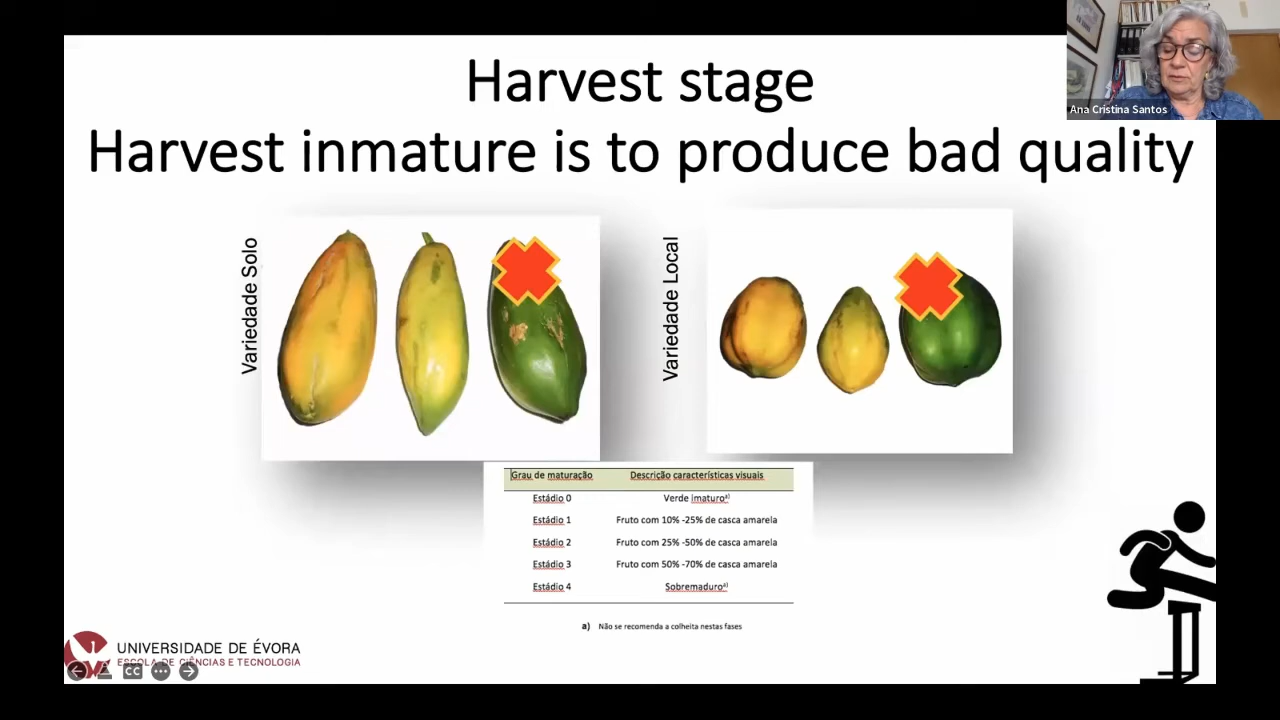 Ana Cristina Santos
Harvest stage
Harvest inmature is to produce bad quality
Variedade Solo
Variedade Local
Grau de maturação Descrição características visuais
Estádio 0 Verde imaturoa)
Estádio 1 Fruto com 10% -25% de casca amarela
Estádio 2 Fruto com 25% -50% de casca amarela
Estádio 3 Fruto com 50% -70% de casca amarela
Estádio 4 Sobremaduroa)
a) Não se recomenda a colheita nestas fases
UNIVERSIDADE DE ÉVORA
ESCOLA DE CIÊNCIAS E TECNOLOGIA
CC